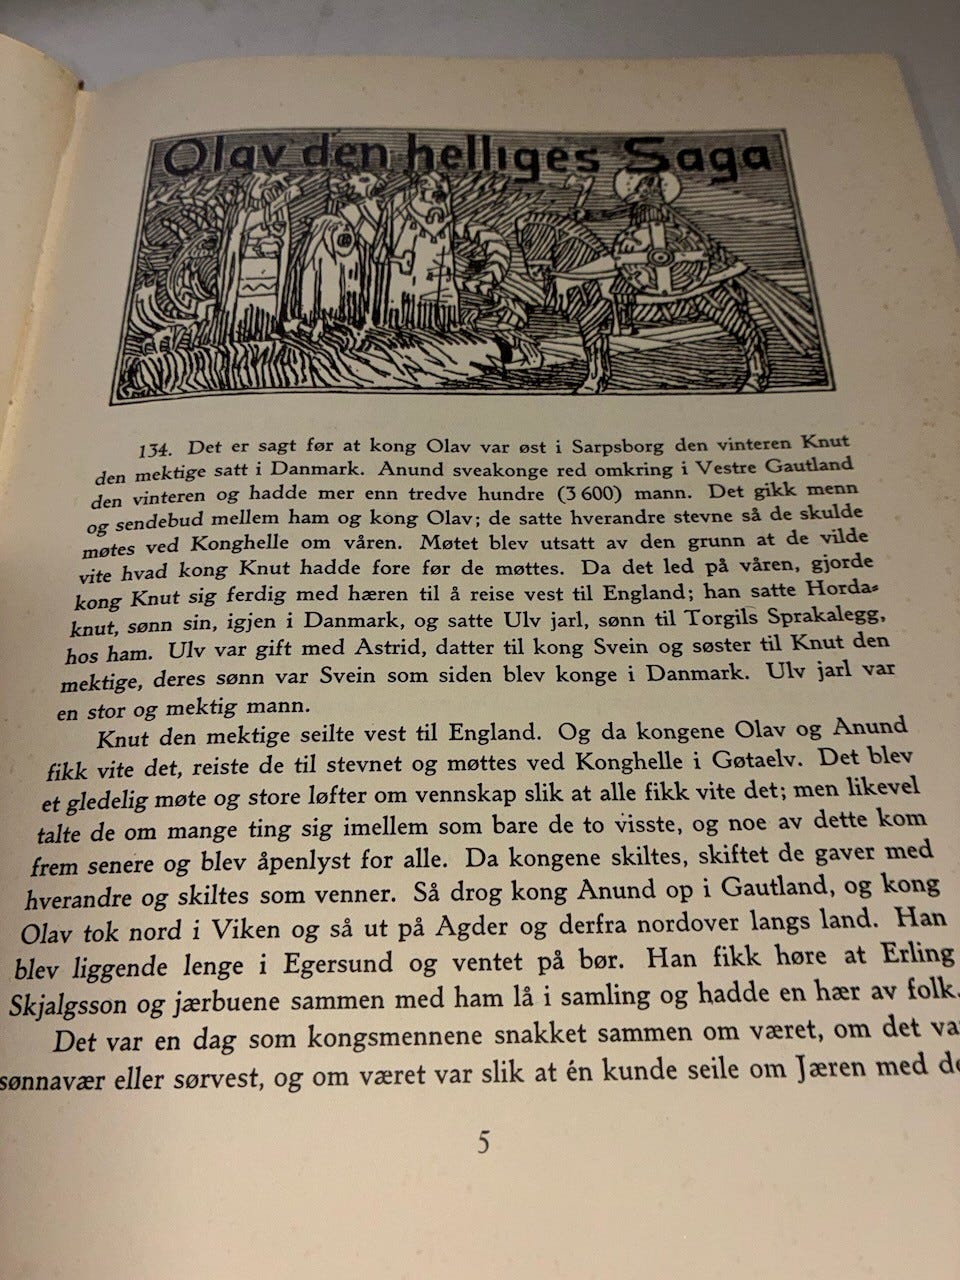 Olav den helliges Saga
134. Det er sagt før at kong Olav var øst i Sarpsborg den vinteren Knut
den mektige satt i Danmark. Anund sveakonge red omkring i Vestre Gautland
den vinteren og hadde mer enn tredve hundre (3 600) mann. Det gikk menn
og sendebud mellem ham og kong Olav; de satte hverandre stevne så de skulde
møtes ved Konghelle om våren. Møtet blev utsatt av den grunn at de vilde
vite hvad kong Knut hadde fore før de møttes. Da det led på våren, gjorde
kong Knut sig ferdig med hæren til å reise vest til England; han satte Horda-
knut, sønn sin, igjen i Danmark, og satte Ulv jarl, sønn til Torgils Sprakalegg,
hos ham. Ulv var gift med Astrid, datter til kong Svein og søster til Knut den
mektige, deres sønn var Svein som siden blev konge i Danmark. Ulv jarl var
en stor og mektig mann.
Knut den mektige seilte vest til England. Og da kongene Olav og Anund
fikk vite det, reiste de til stevnet og møttes ved Konghelle i Gøtaelv. Det blev
et gledelig møte og store løfter om vennskap slik at alle fikk vite det; men likevel
talte de om mange ting sig imellem som bare de to visste, og noe av dette kom
frem senere og blev åpenlyst for alle. Da kongene skiltes, skiftet de gaver med
hverandre og skiltes som venner. Så drog kong Anund op i Gautland, og kong
Olav tok nord i Viken og så ut på Agder og derfra nordover langs land. Han
blev liggende lenge i Egersund og ventet på bør. Han fikk høre at Erling
Skjalgsson og jærbuene sammen med ham lå i samling og hadde en hær av folk.
Det var en dag som kongsmennene snakket sammen om været, om det va
sønnavær eller sørvest, og om været var slik at én kunde seile om Jæren med de
5